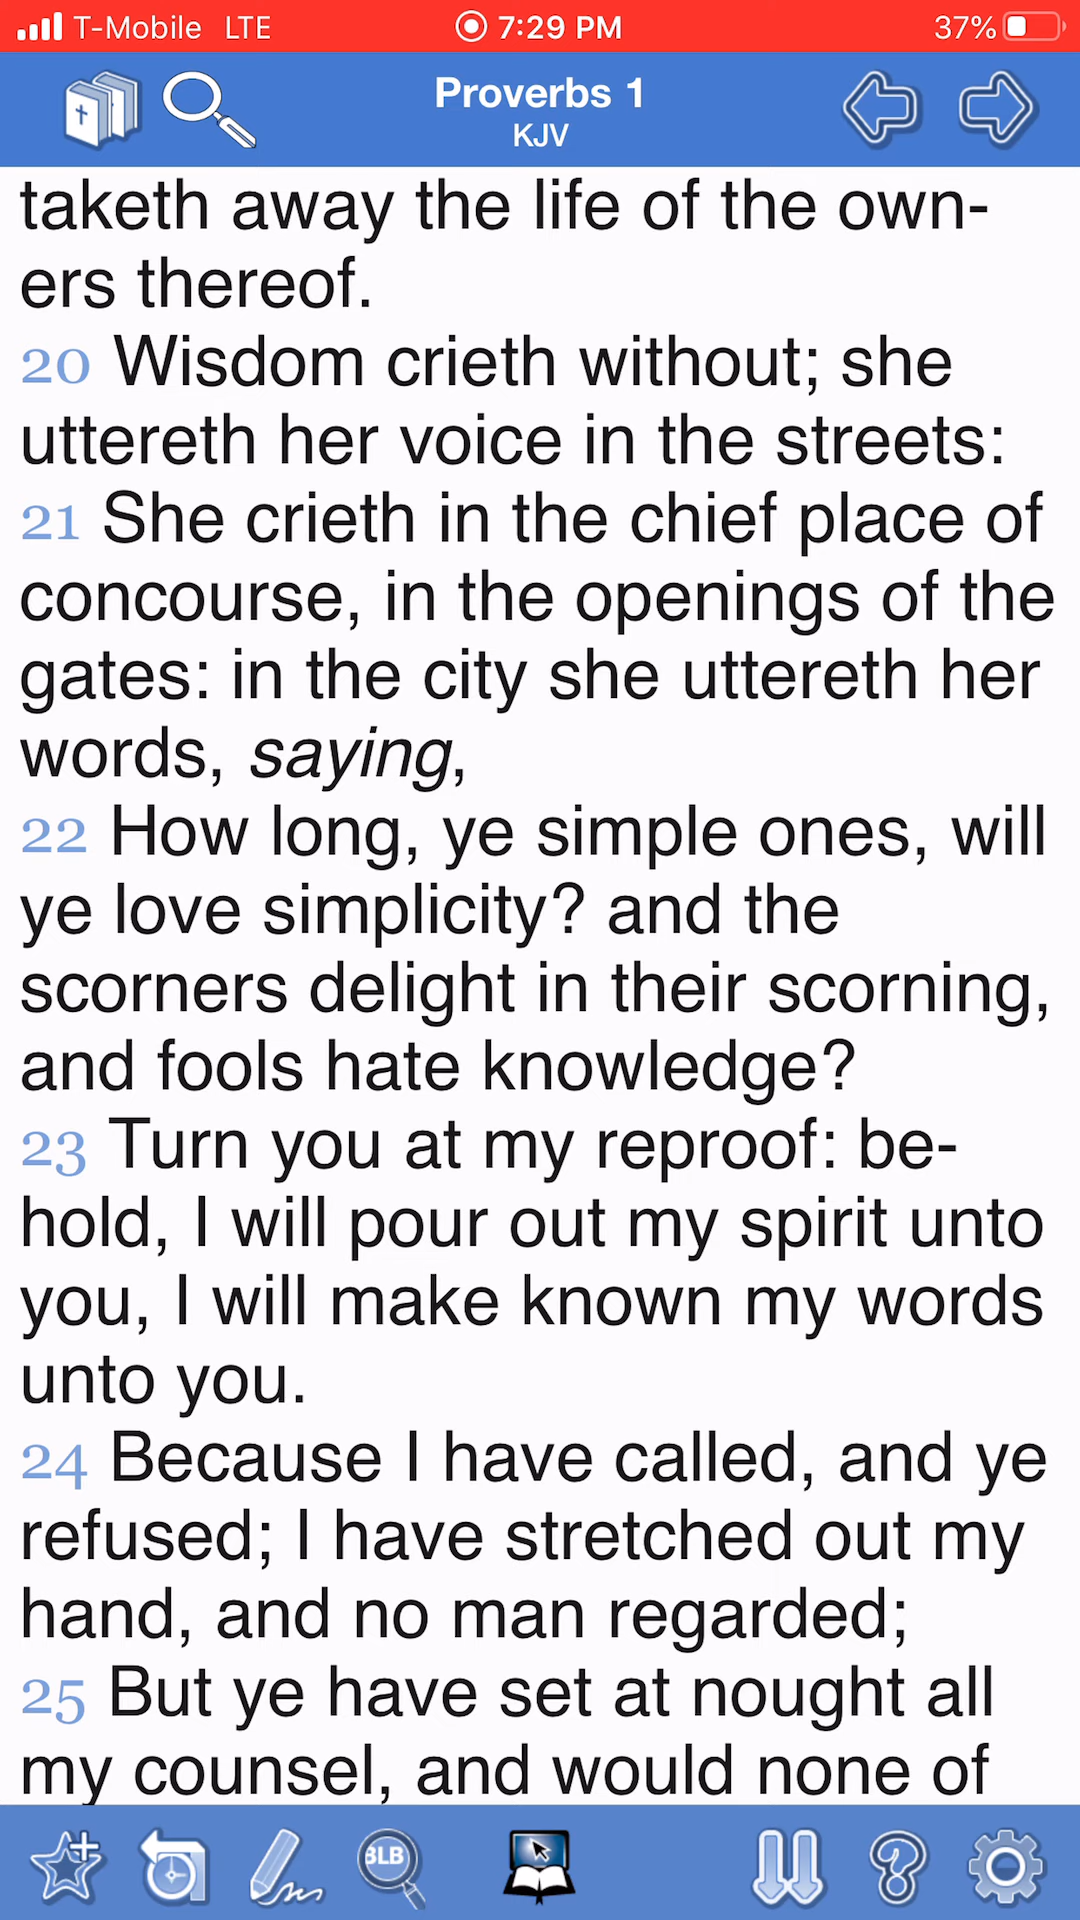 T-Mobile LTE 7:29 PM 37%
Proverbs 1
KJV
taketh away the life of the own-
ers thereof.
20 Wisdom crieth without; she
uttereth her voice in the streets:
21 She crieth in the chief place of
concourse, in the openings of the
gates: in the city she uttereth her
words, saying,
22 How long, ye simple ones, will
ye love simplicity? and the
scorners delight in their scorning,
and fools hate knowledge?
23 Turn you at my reproof: be-
hold, I will pour out my spirit unto
you, I will make known my words
unto you.
24 Because I have called, and ye
refused; I have stretched out my
hand, and no man regarded;
25 But ye have set at nought all
my counsel, and would none of
BLB